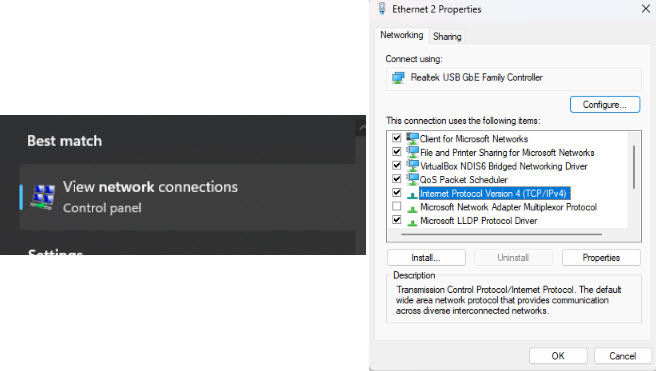 Best match
View network connections
Control panel
Settings
Ethernet 2 Properties
Networking
Sharing
Connect using:
Realtek USB GbE Family Controller
Configure...
This connection uses the following items:
Client for Microsoft Networks
File and Printer Sharing for Microsoft Networks
VirtualBox NDIS6 Bridged Networking Driver
QoS Packet Scheduler
Internet Protocol Version 4 (TCP/IPv4)
Microsoft Network Adapter Multiplexor Protocol
Microsoft LLDP Protocol Driver
Install...
Uninstall
Properties
Description
Transmission Control Protocol/Internet Protocol. The default
wide area network protocol that provides communication
across diverse interconnected networks.
OK
Cancel